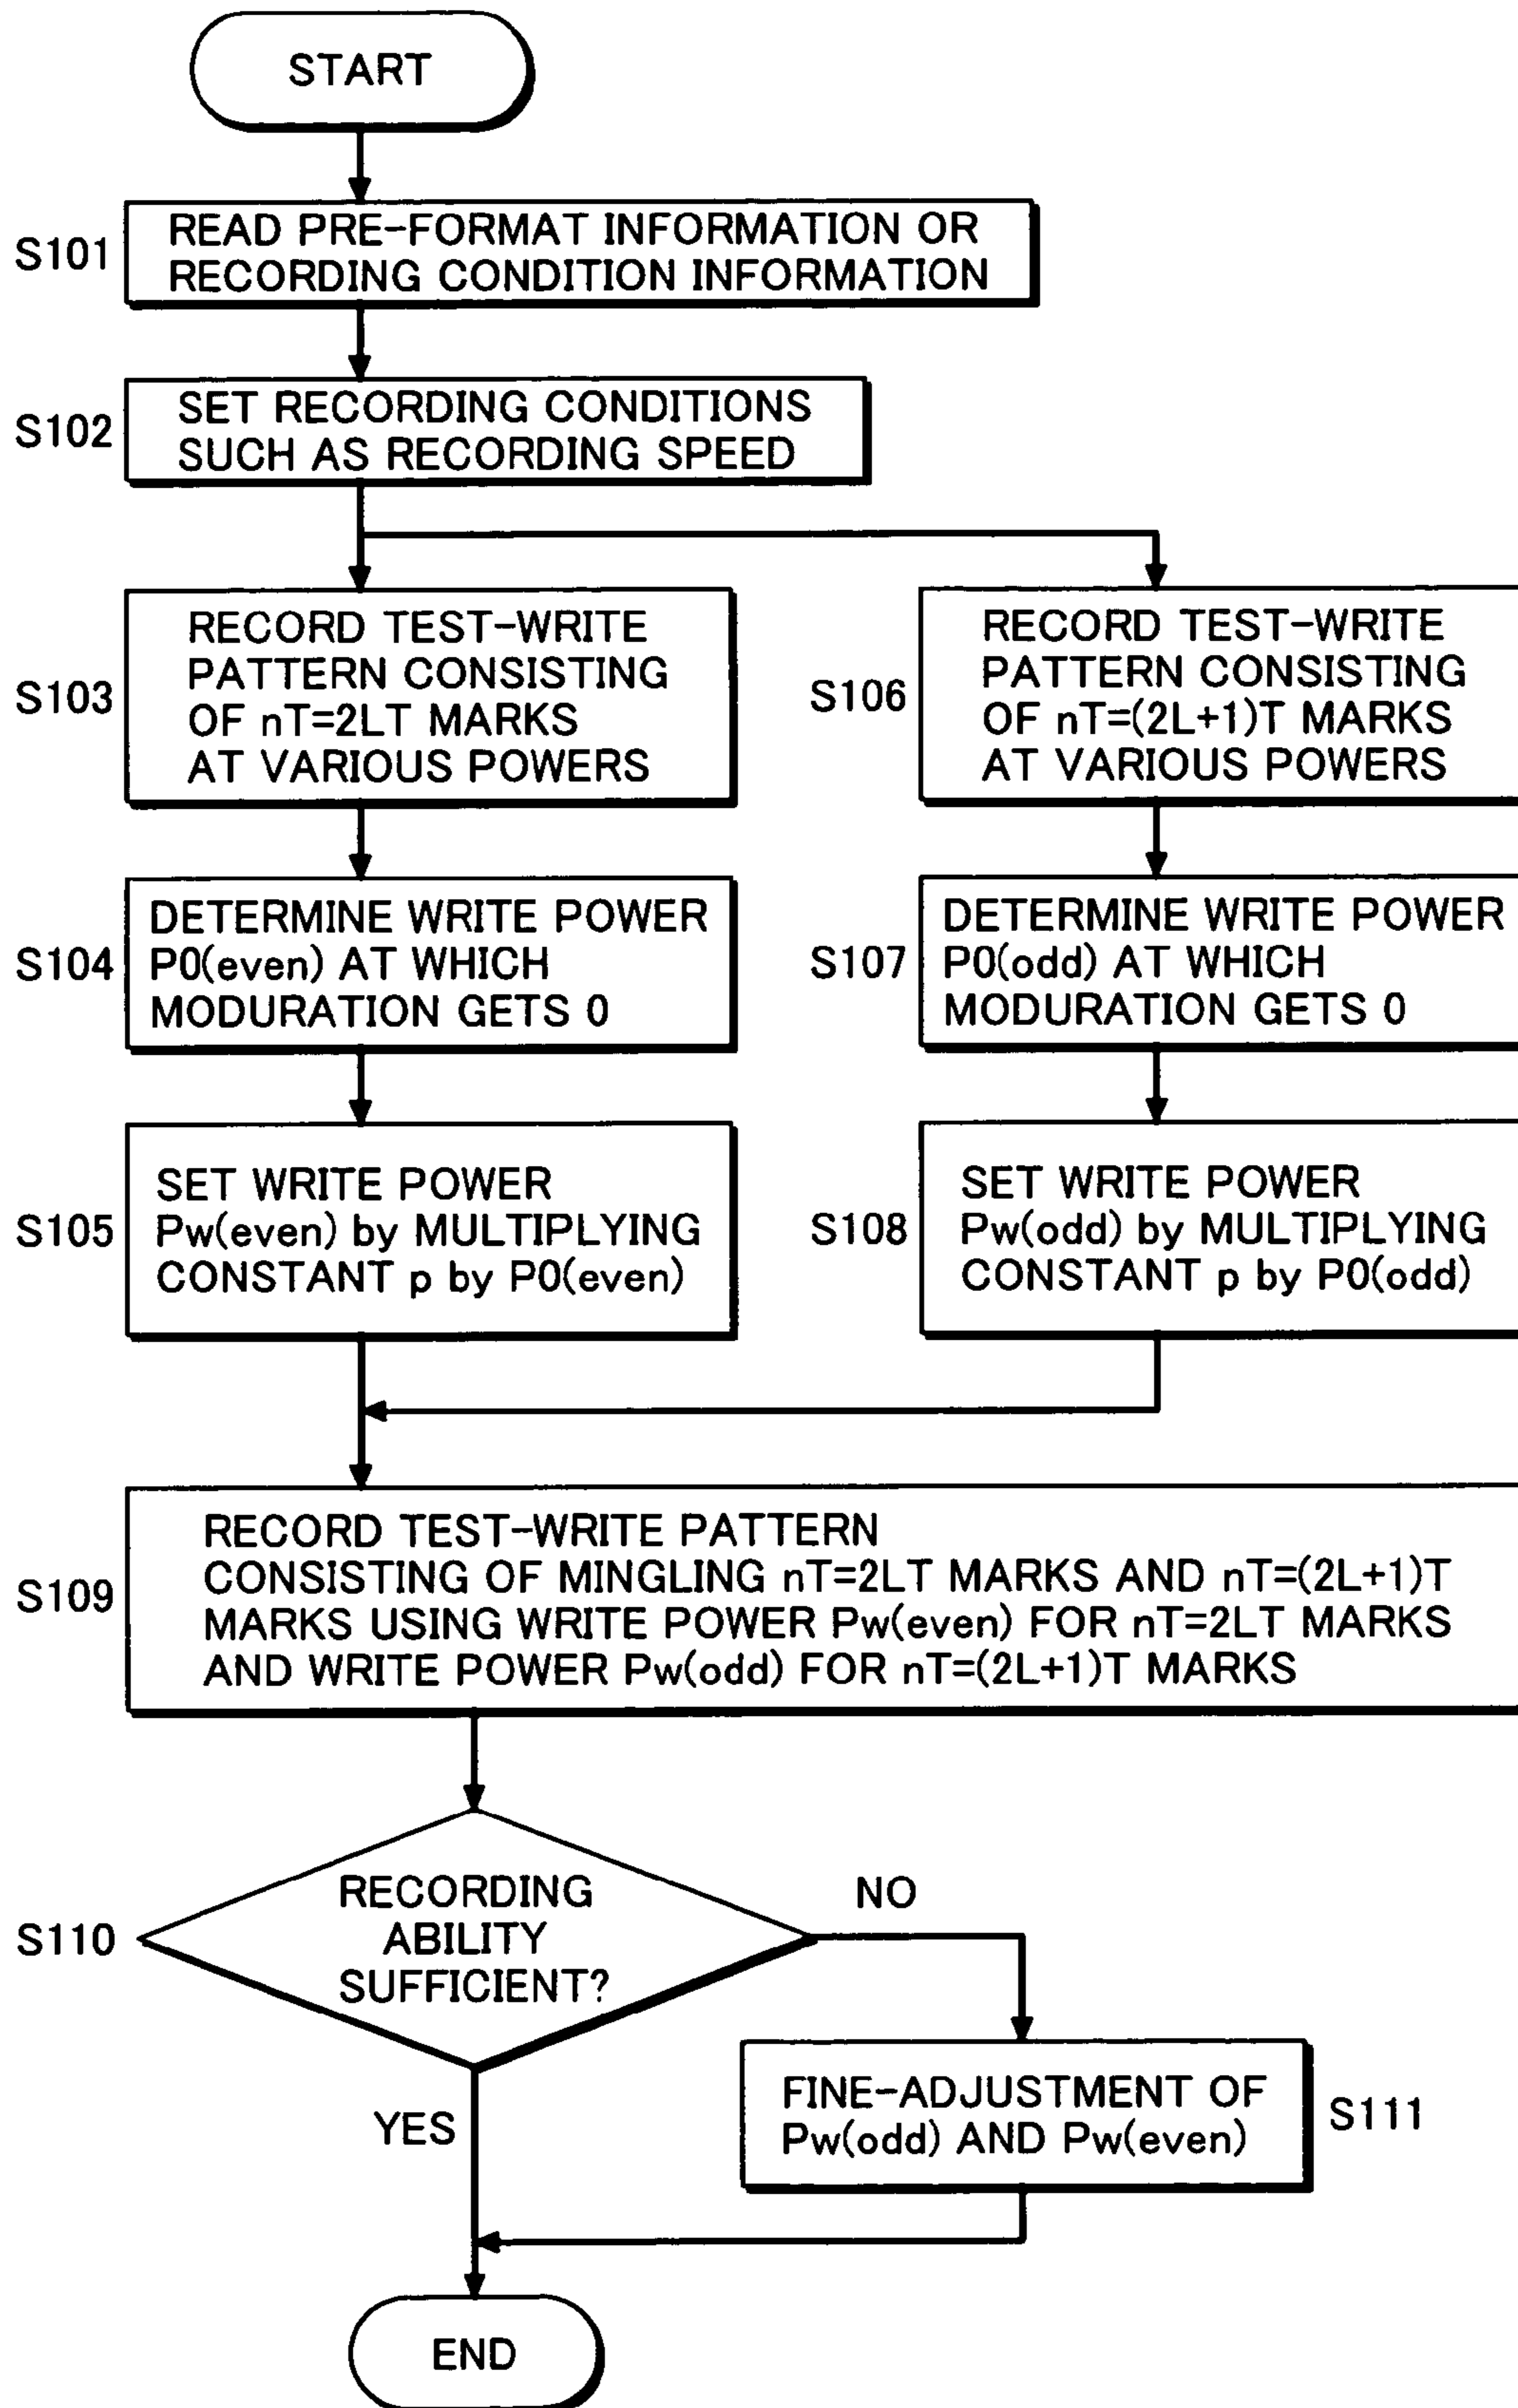 START
S101
READ PRE-FORMAT INFORMATION OR
RECORDING CONDITION INFORMATION
S102
SET RECORDING CONDITIONS
SUCH AS RECORDING SPEED
S103
RECORD TEST-WRITE
PATTERN CONSISTING
OF nT=2LT MARKS
AT VARIOUS POWERS
S106
RECORD TEST-WRITE
PATTERN CONSISTING
OF nT=(2L+1)T MARKS
AT VARIOUS POWERS
S104
DETERMINE WRITE POWER
P0(even) AT WHICH
MODURATION GETS 0
S107
DETERMINE WRITE POWER
P0(odd) AT WHICH
MODURATION GETS 0
S105
SET WRITE POWER
Pw(even) by MULTIPLYING
CONSTANT p by P0(even)
S108
SET WRITE POWER
Pw(odd) by MULTIPLYING
CONSTANT p by P0(odd)
S109
RECORD TEST-WRITE PATTERN
CONSISTING OF MINGLING nT=2LT MARKS AND nT=(2L+1)T
MARKS USING WRITE POWER Pw(even) FOR nT=2LT MARKS
AND WRITE POWER Pw(odd) FOR nT=(2L+1)T MARKS
S110
RECORDING
ABILITY
SUFFICIENT?
NO
YES
FINE-ADJUSTMENT OF
Pw(odd) AND Pw(even)
S111
END